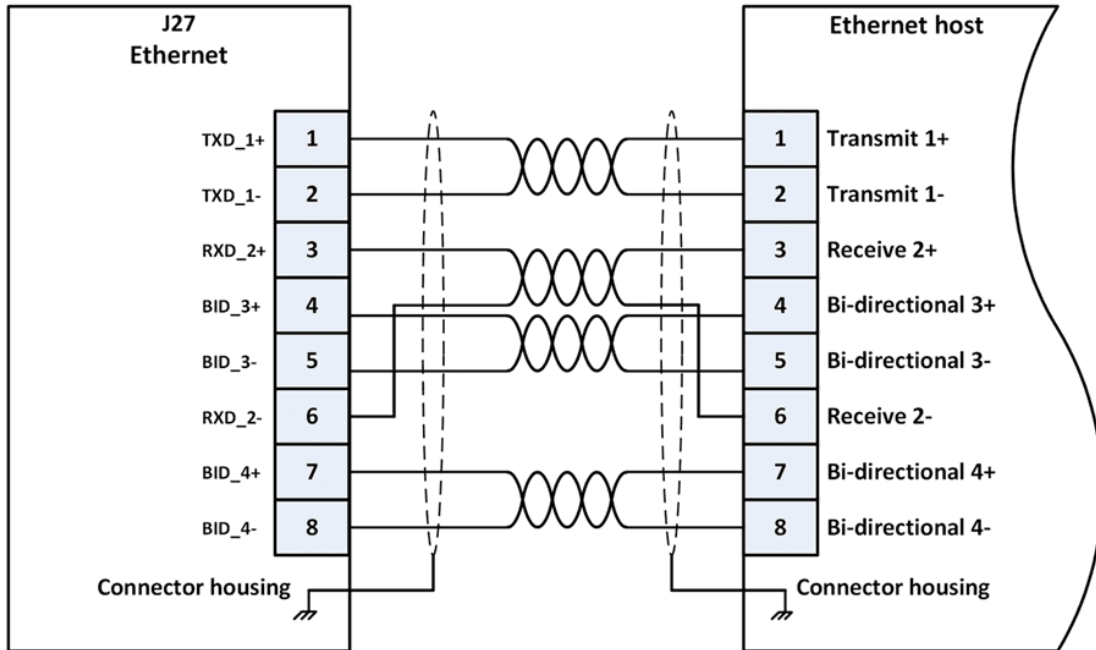 J27
Ethernet
Ethernet host
TXD_1+ 1 1 Transmit 1+
TXD_1- 2 2 Transmit 1-
RXD_2+ 3 3 Receive 2+
BID_3+ 4 4 Bi-directional 3+
BID_3- 5 5 Bi-directional 3-
RXD_2- 6 6 Receive 2-
BID_4+ 7 7 Bi-directional 4+
BID_4- 8 8 Bi-directional 4-
Connector housing Connector housing